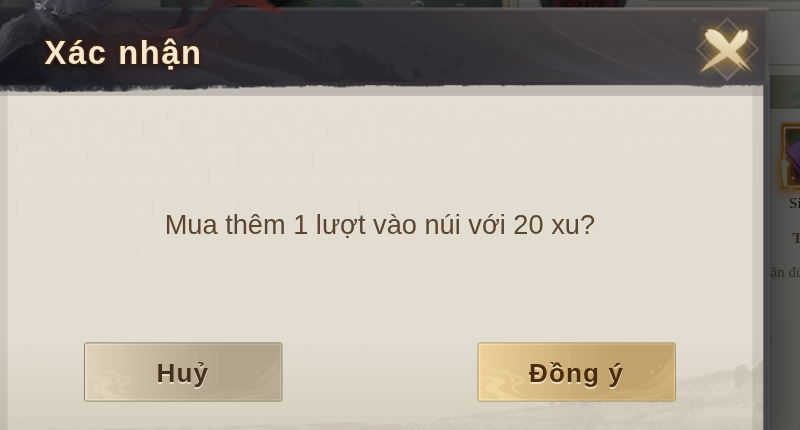 Xác nhận
Mua thêm 1 lượt vào núi với 20 xu?
Huỷ
Đồng ý